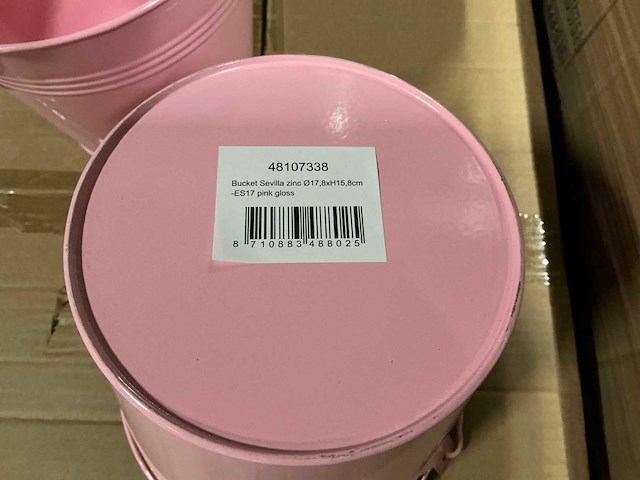 48107338
Bucket Sevilla zinc Ø17,8xH15,8cm
-ES17 pink gloss
8 710883 488025